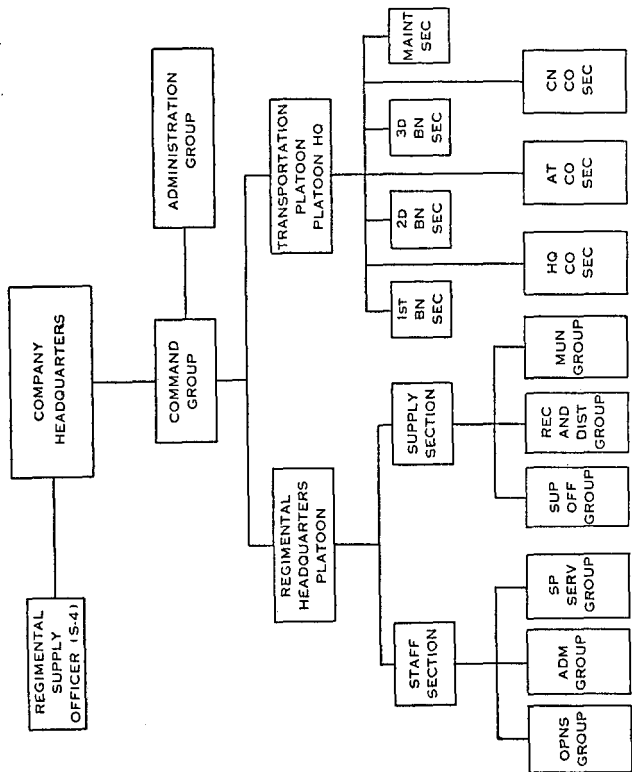 REGIMENTAL
SUPPLY
OFFICER (S-4)
COMPANY
HEADQUARTERS
COMMAND
GROUP
ADMINISTRATION
GROUP
REGIMENTAL
HEADQUARTERS
PLATOON
TRANSPORTATION
PLATOON
PLATOON HQ
STAFF
SECTION
SUPPLY
SECTION
1ST
BN
SEC
2D
BN
SEC
3D
BN
SEC
MAINT
SEC
OPNS
GROUP
ADM
GROUP
SP
SERV
GROUP
SUP
OFF
GROUP
REC
AND
DIST
GROUP
MUN
GROUP
HQ
CO
SEC
AT
CO
SEC
CN
CO
SEC